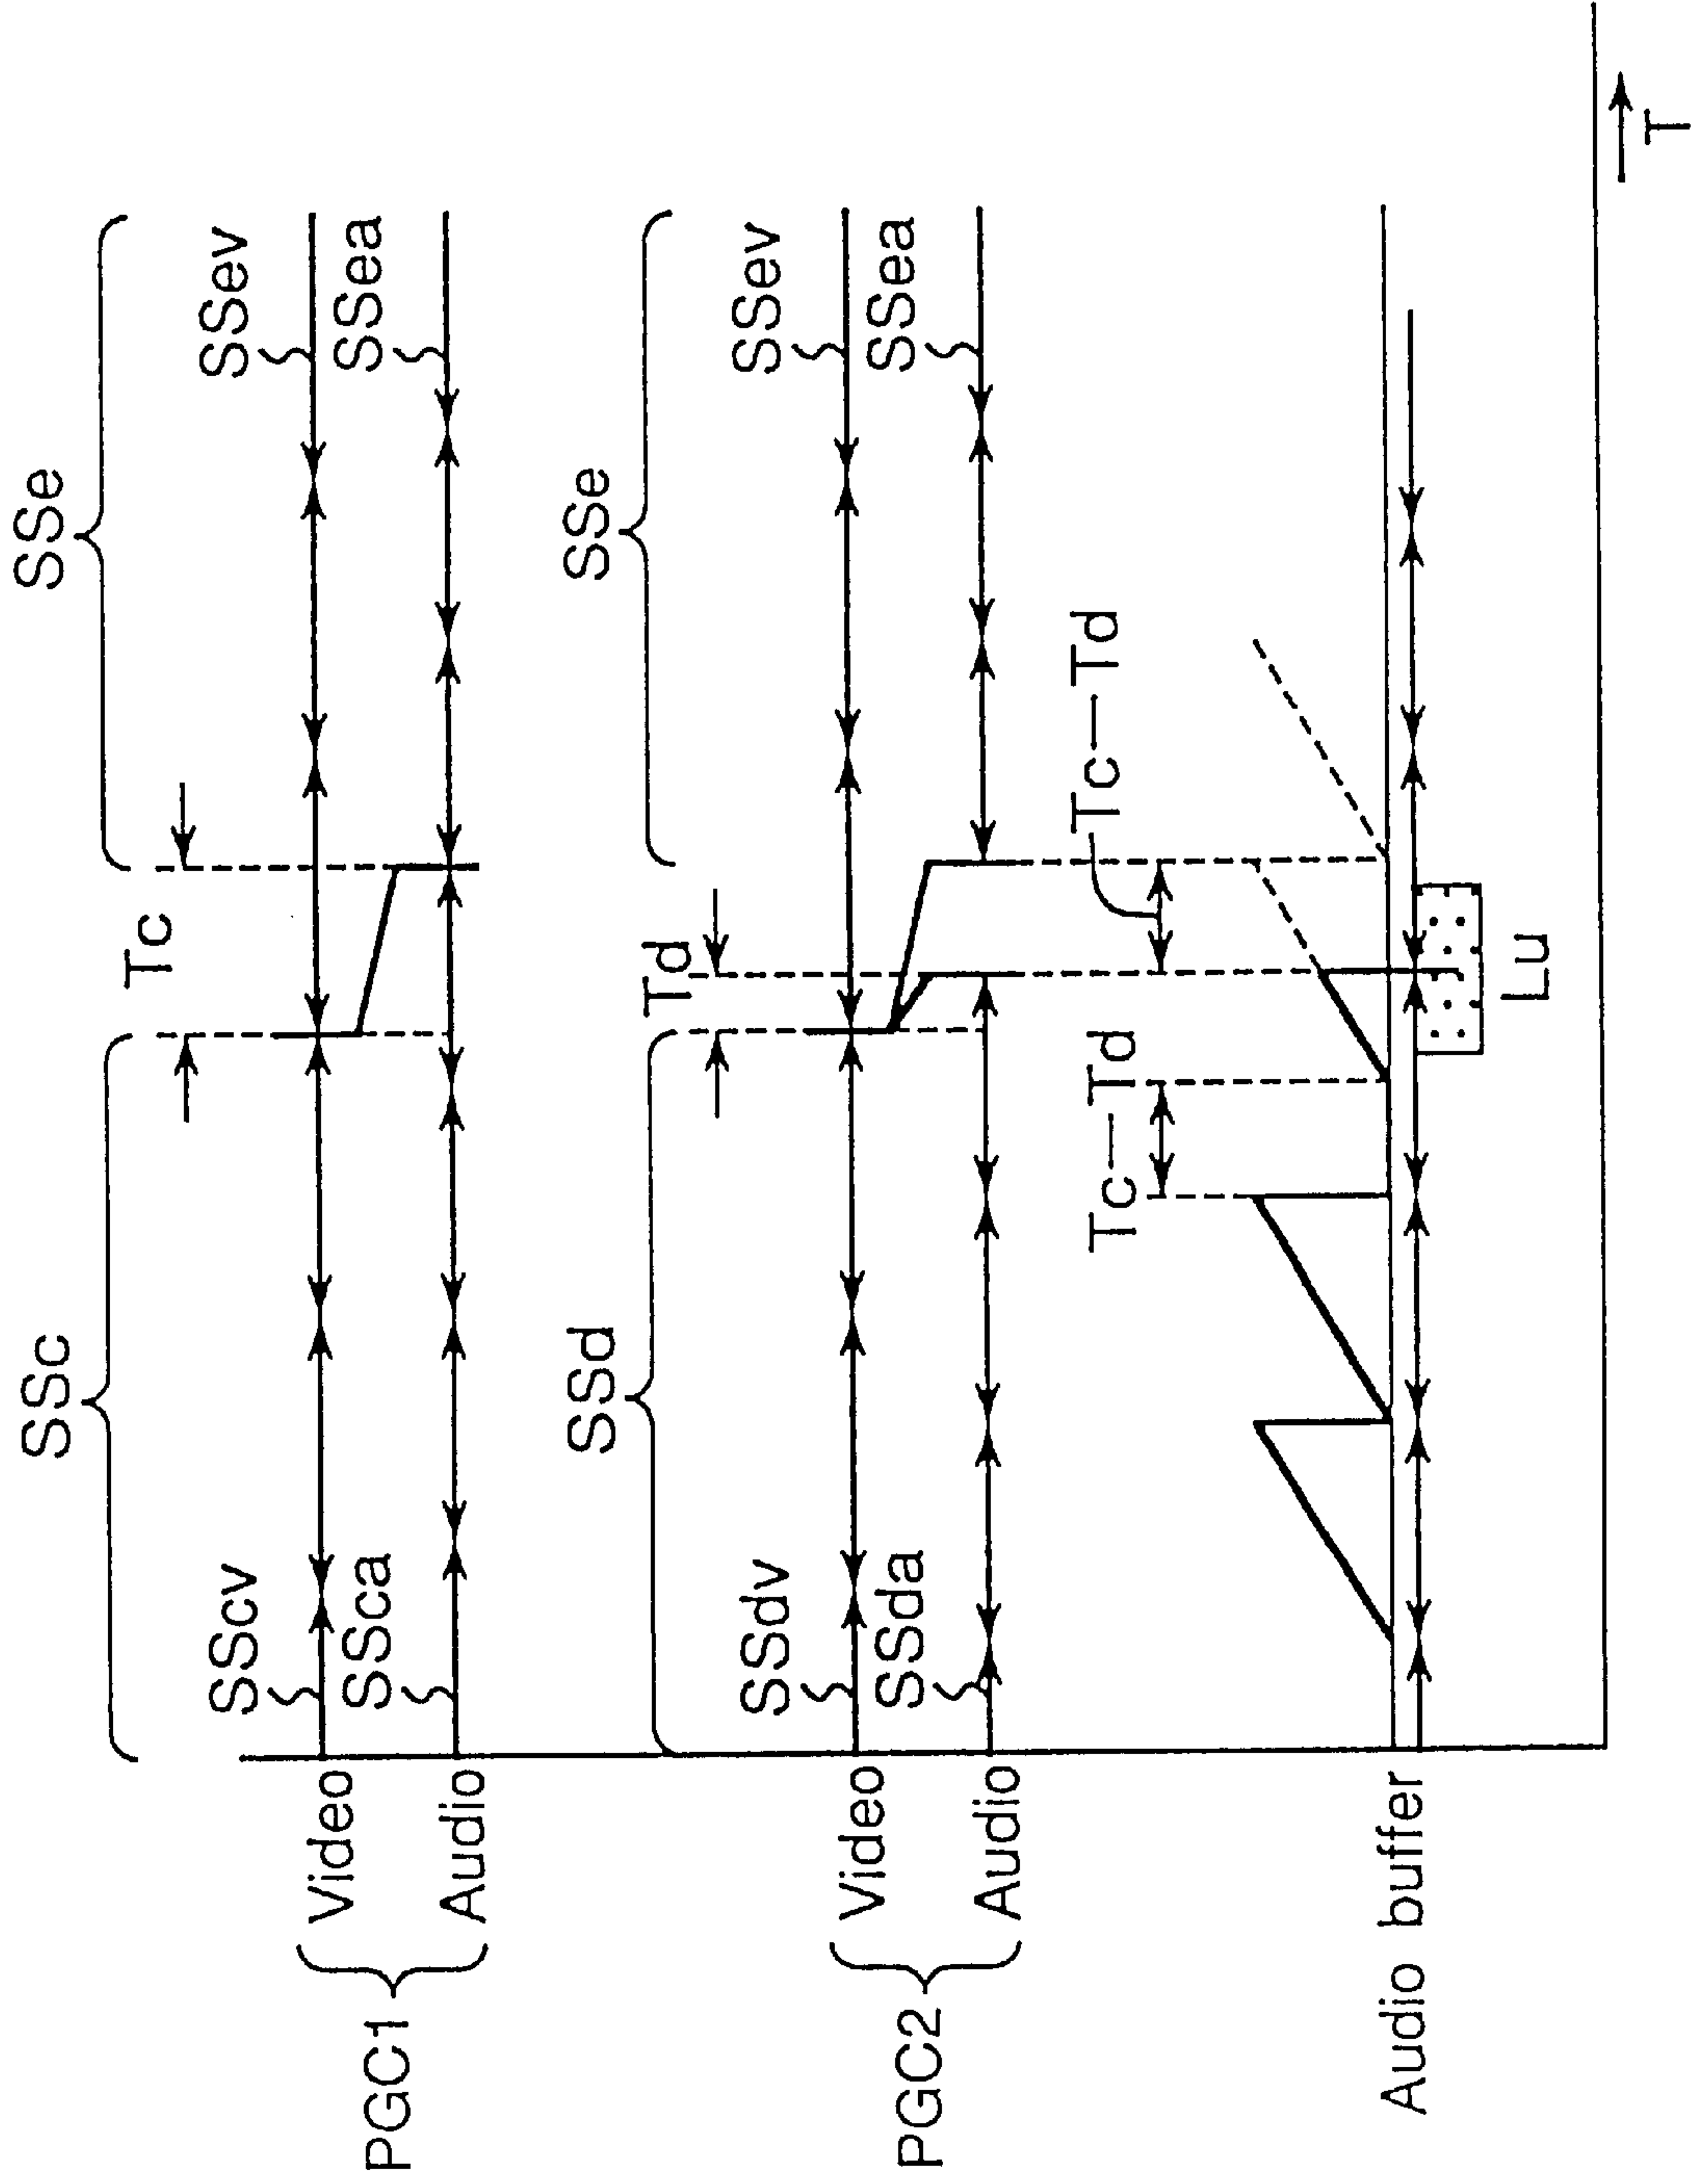 SSc
SSe
Tc
SScv
SSev
SSca
SSea
PGC1
Video
Audio
SSd
SSe
Td
SSdv
SSev
SSda
SSea
PGC2
Video
Audio
Tc—Td
Tc—Td
Audio buffer
Lu
T